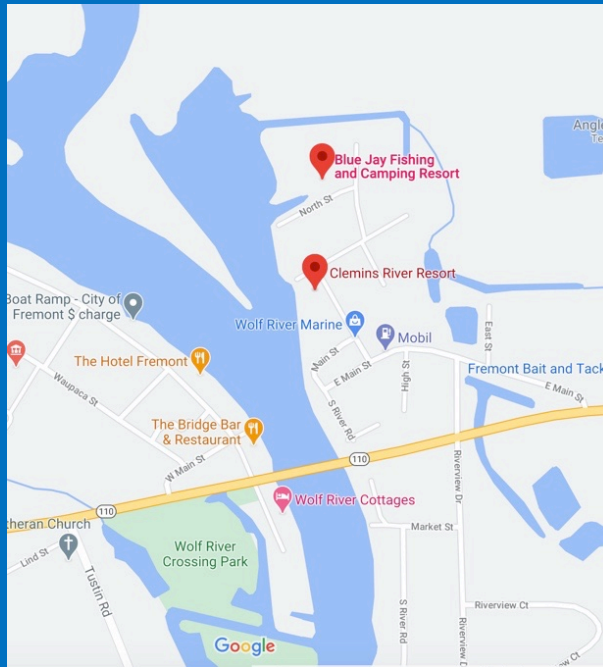 Angle
Te
Blue Jay Fishing
and Camping Resort
North St
Clemins River Resort
Boat Ramp - City of
Fremont $ charge
Wolf River Marine
Mobil
East St
The Hotel Fremont
Main St
E Main St
High St
Fremont Bait and Tack
E Main St
Waupaca St
S River Rd
The Bridge Bar
& Restaurant
W Main St
110
Riverview Dr
110
Wolf River Cottages
theran Church
Market St
Lind St
Wolf River
Crossing Park
Tustin Rd
S River Rd
Riverview Ct
Riverview D
w Ct
Google